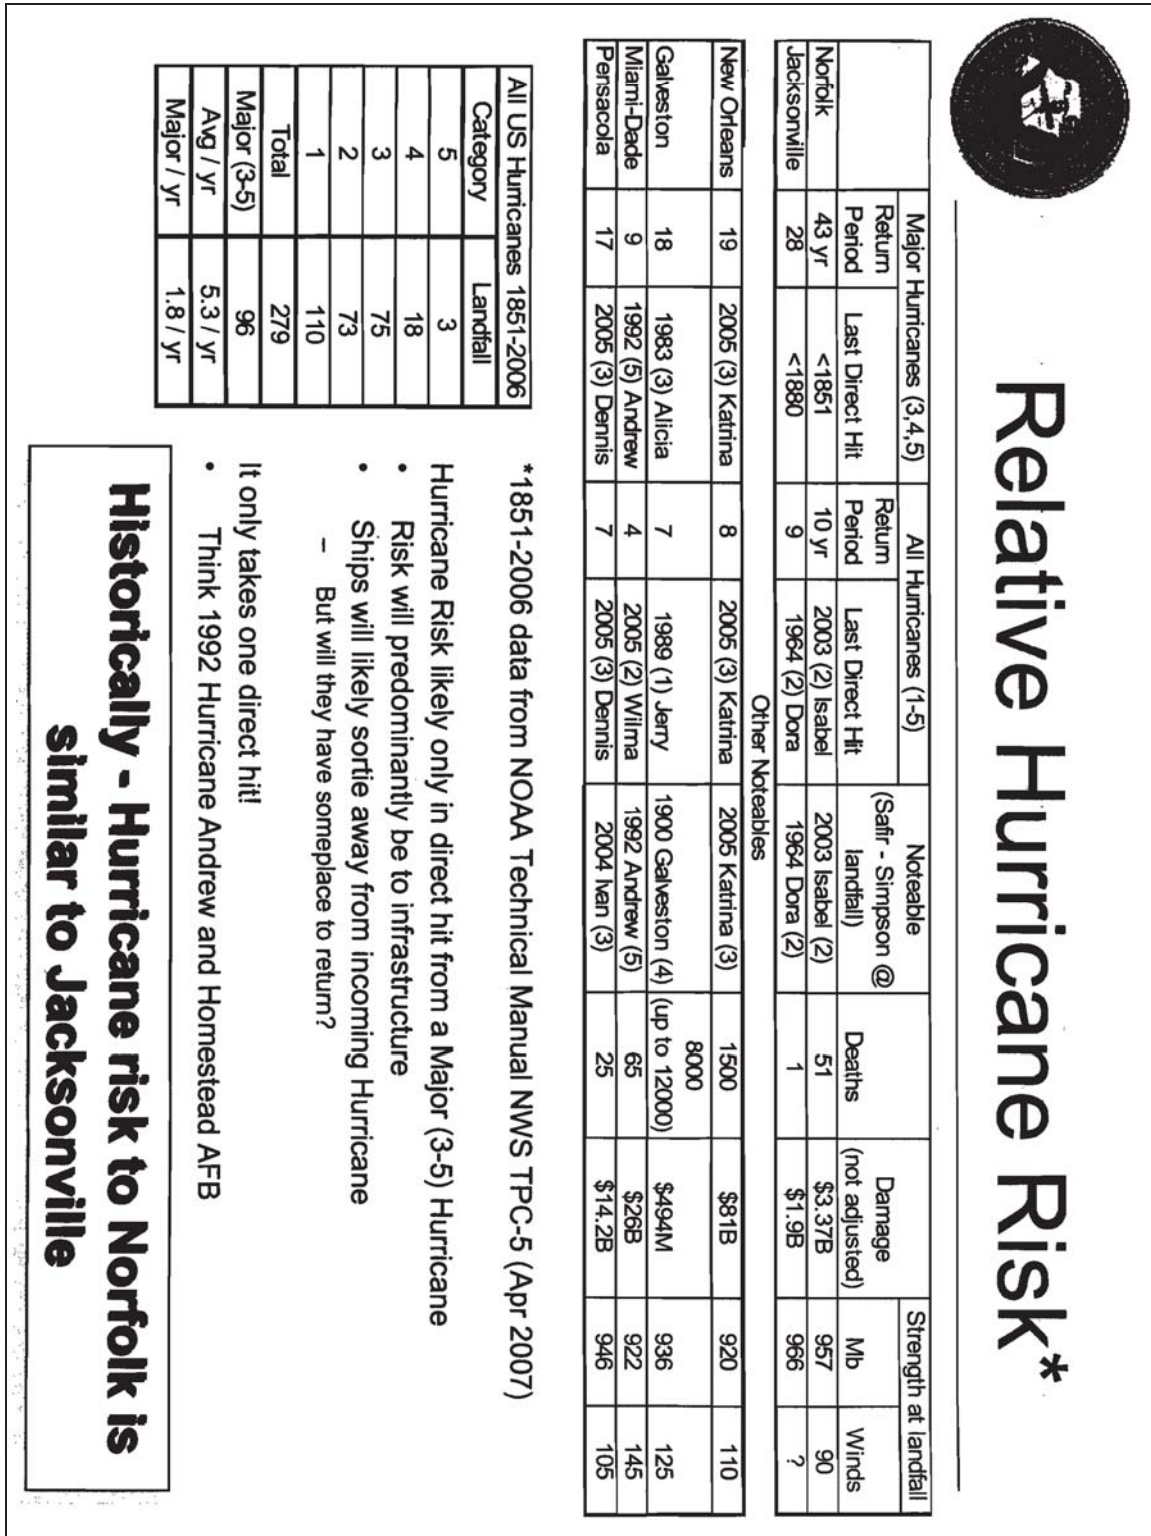 Relative Hurricane Risk*
Major Hurricanes (3,4,5) All Hurricanes (1-5) Noteable (Safir - Simpson @ landfall) Deaths Damage (not adjusted) Strength at landfall
Return Period Last Direct Hit Return Period Last Direct Hit Mb Winds
Norfolk 43 yr <1851 10 yr 2003 (2) Isabel 2003 Isabel (2) 51 $3.37B 957 90
Jacksonville 28 <1880 9 1964 (2) Dora 1964 Dora (2) 1 $1.9B 966 ?
Other Noteables
New Orleans 19 2005 (3) Katrina 8 2005 (3) Katrina 2005 Katrina (3) 1500 $81B 920 110
Galveston 18 1983 (3) Alicia 7 1989 (1) Jerry 1900 Galveston (4) 8000 (up to 12000) $494M 936 125
Miami-Dade 9 1992 (5) Andrew 4 2005 (2) Wilma 1992 Andrew (5) 65 $26B 922 145
Pensacola 17 2005 (3) Dennis 7 2005 (3) Dennis 2004 Ivan (3) 25 $14.2B 946 105
*1851-2006 data from NOAA Technical Manual NWS TPC-5 (Apr 2007)
All US Hurricanes 1851-2006
Category Landfall
5 3
4 18
3 75
2 73
1 110
Total 279
Major (3-5) 96
Avg / yr 5.3 / yr
Major / yr 1.8 / yr
Hurricane Risk likely only in direct hit from a Major (3-5) Hurricane
• Risk will predominantly be to infrastructure
• Ships will likely sortie away from incoming Hurricane
– But will they have someplace to return?
It only takes one direct hit!
• Think 1992 Hurricane Andrew and Homestead AFB
Historically - Hurricane risk to Norfolk is
similar to Jacksonville